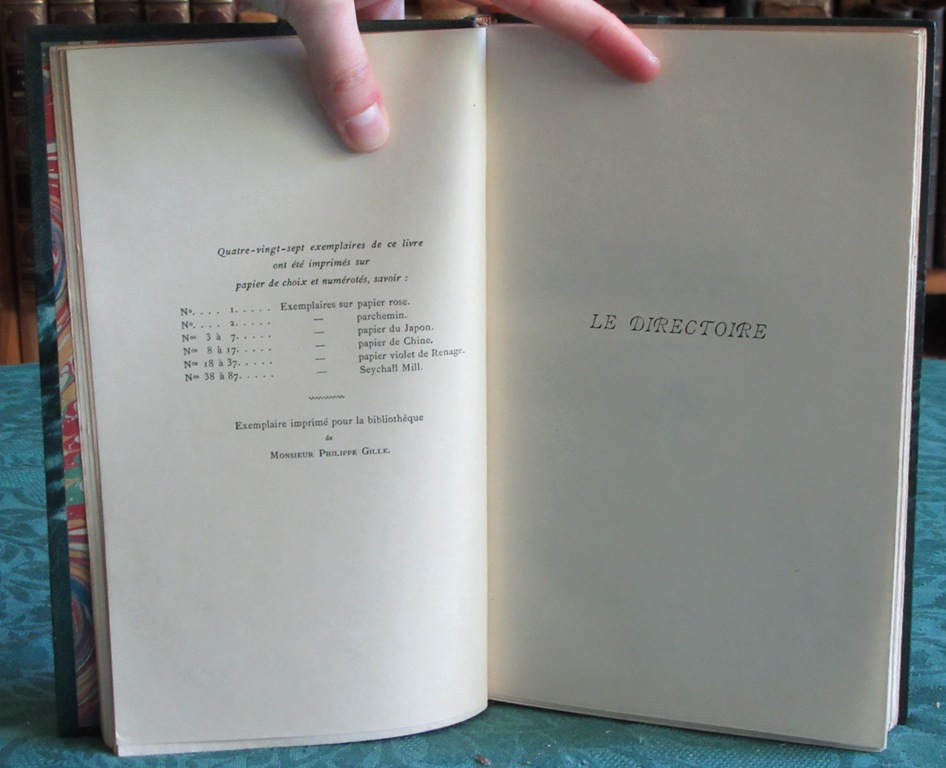 Quatre-vingt-sept exemplaires de ce livre
ont été imprimés sur
papier de choix et numérotés, savoir :
No. . . . 1. . . . . . Exemplaires sur papier rose.
No. . . . 2. . . . . . — parchemin.
Nos 3 à 7. . . . . — papier du Japon.
Nos 8 à 17. . . . . — papier de Chine.
Nos 18 à 37. . . . . — papier violet de Renage.
Nos 38 à 87. . . . . — Seychall Mill.
Exemplaire imprimé pour la bibliothèque
de
Monsieur Philippe Gille.
LE DIRECTOIRE